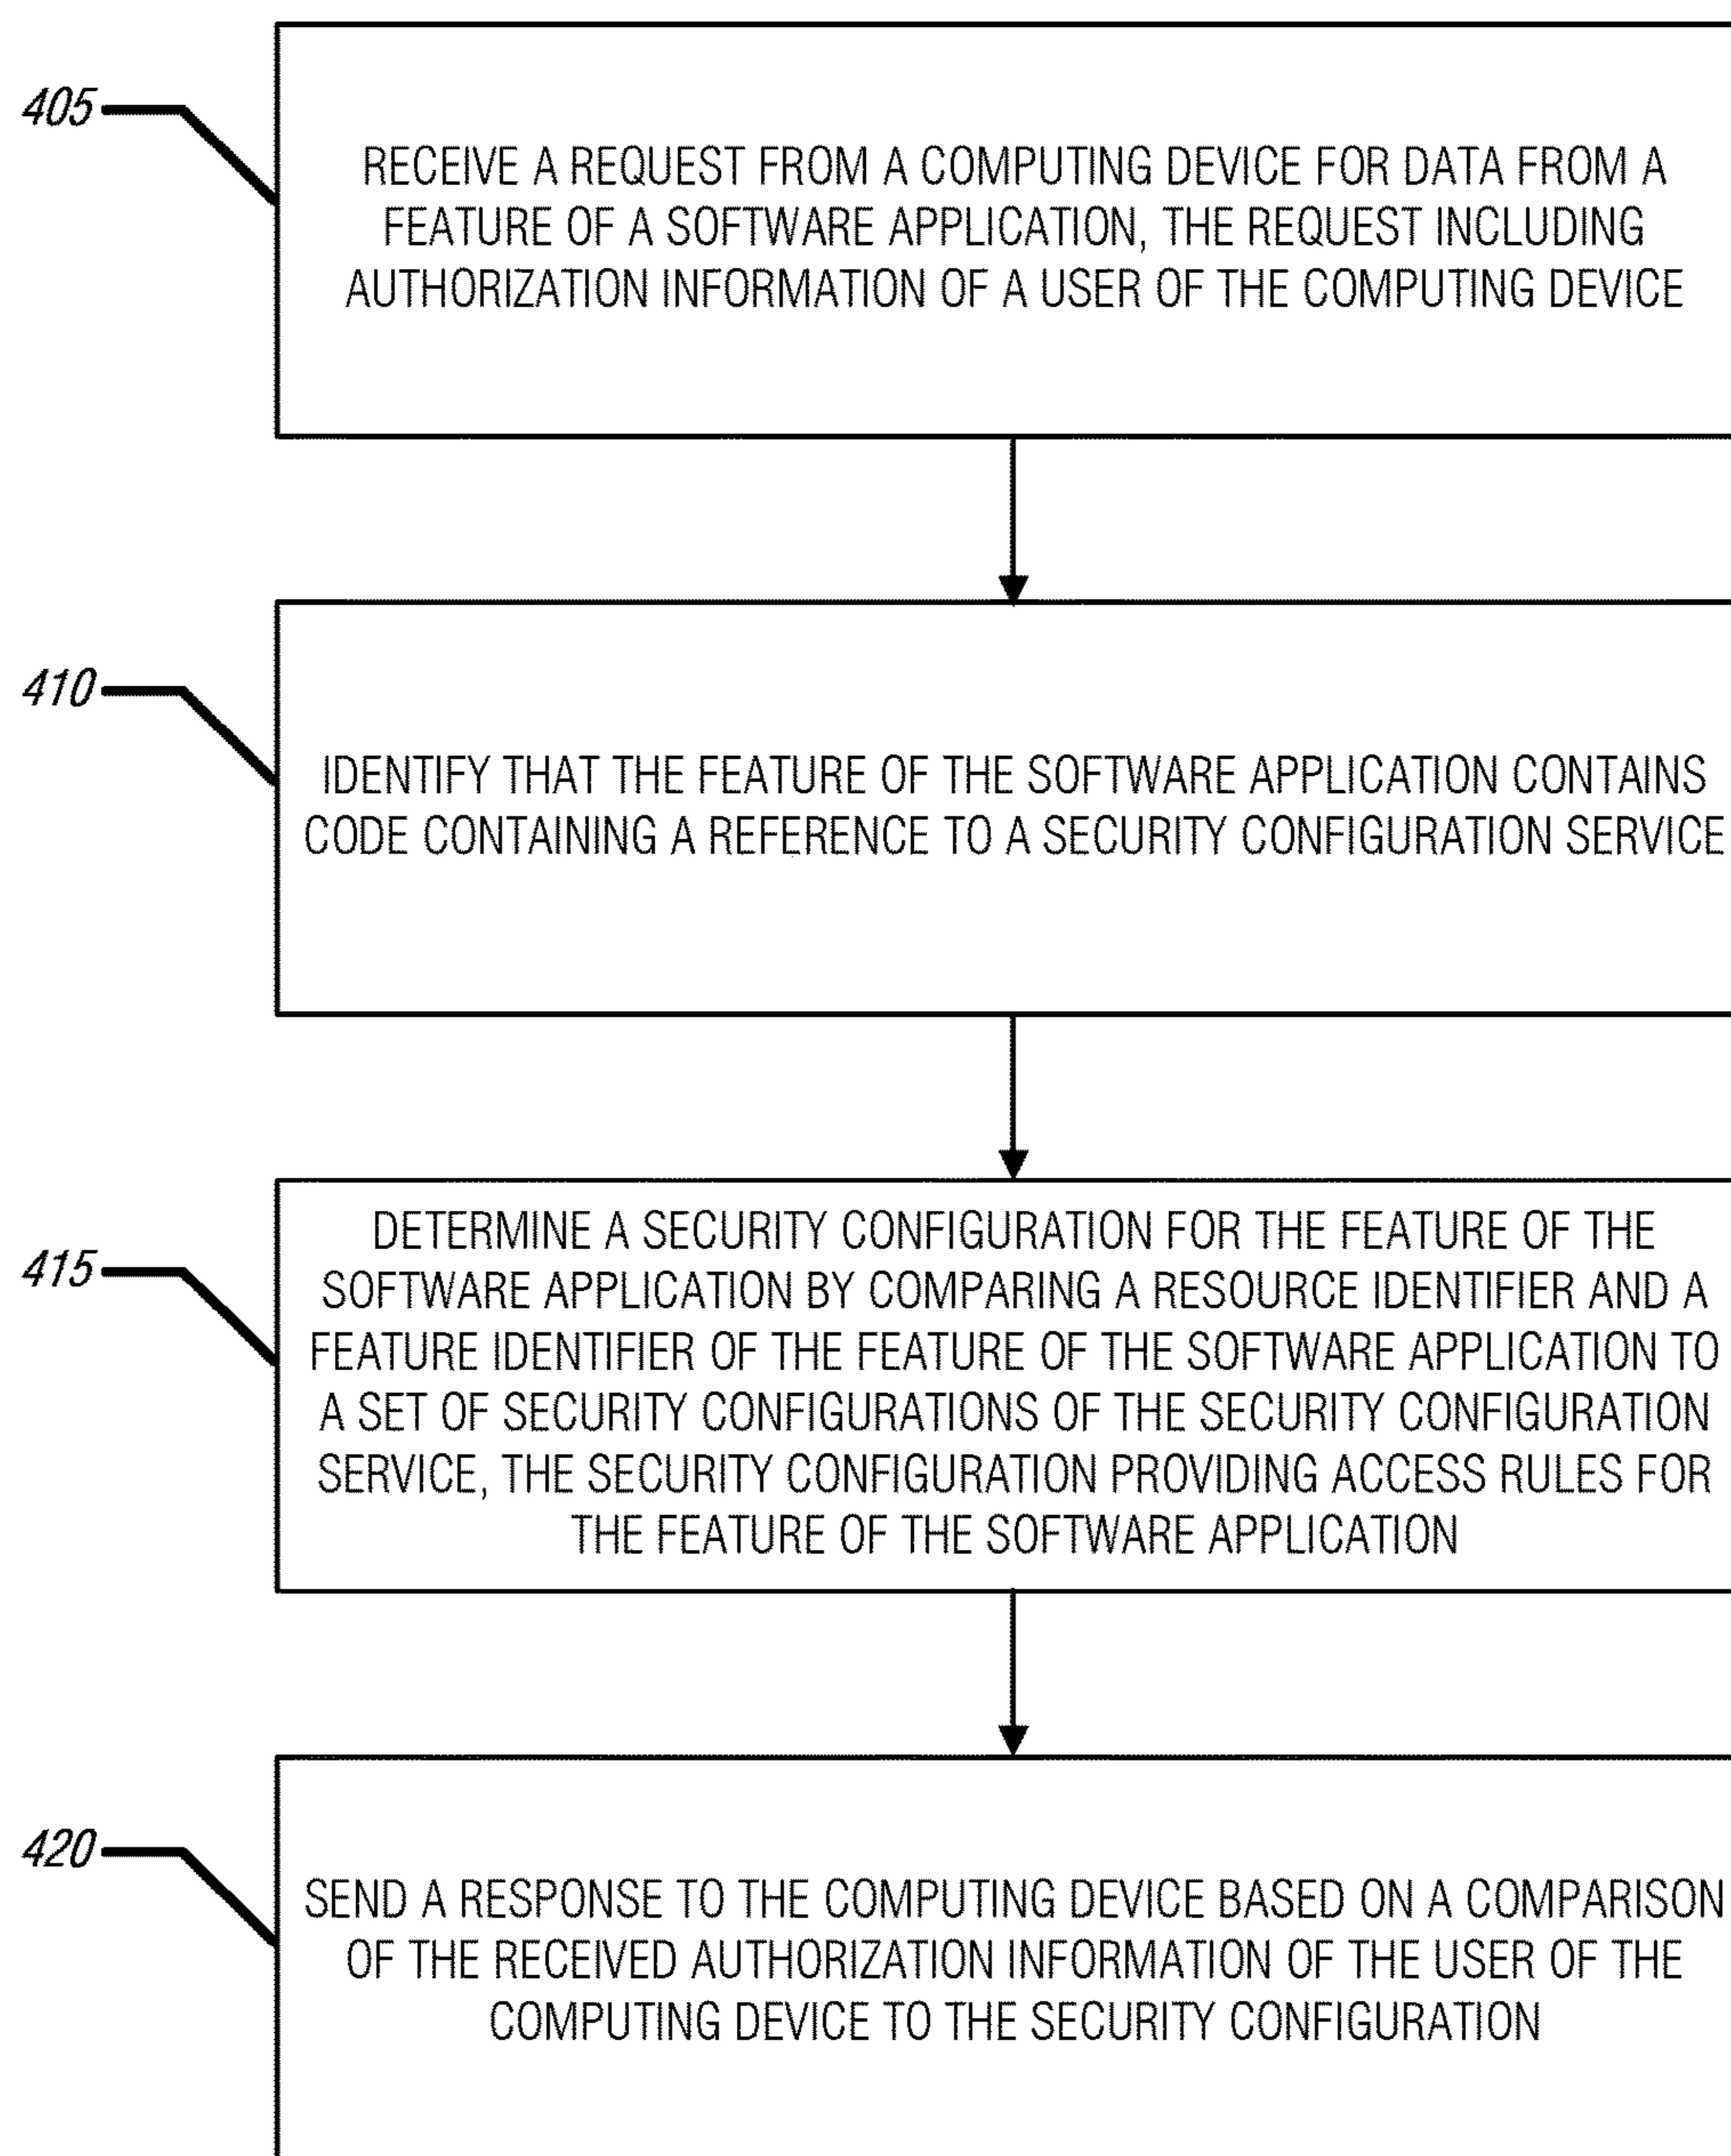 405
RECEIVE A REQUEST FROM A COMPUTING DEVICE FOR DATA FROM A
FEATURE OF A SOFTWARE APPLICATION, THE REQUEST INCLUDING
AUTHORIZATION INFORMATION OF A USER OF THE COMPUTING DEVICE
410
IDENTIFY THAT THE FEATURE OF THE SOFTWARE APPLICATION CONTAINS
CODE CONTAINING A REFERENCE TO A SECURITY CONFIGURATION SERVICE
415
DETERMINE A SECURITY CONFIGURATION FOR THE FEATURE OF THE
SOFTWARE APPLICATION BY COMPARING A RESOURCE IDENTIFIER AND A
FEATURE IDENTIFIER OF THE FEATURE OF THE SOFTWARE APPLICATION TO
A SET OF SECURITY CONFIGURATIONS OF THE SECURITY CONFIGURATION
SERVICE, THE SECURITY CONFIGURATION PROVIDING ACCESS RULES FOR
THE FEATURE OF THE SOFTWARE APPLICATION
420
SEND A RESPONSE TO THE COMPUTING DEVICE BASED ON A COMPARISON
OF THE RECEIVED AUTHORIZATION INFORMATION OF THE USER OF THE
COMPUTING DEVICE TO THE SECURITY CONFIGURATION